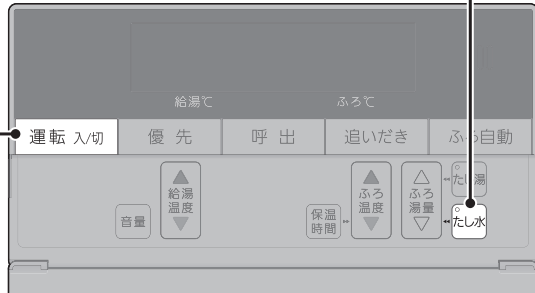 給湯℃ ふろ℃
運転 入/切 優先 呼出 追いだき ふろ自動
給湯
温度
音量
保温
時間
ふろ
温度
ふろ
湯量
たし湯
たし水